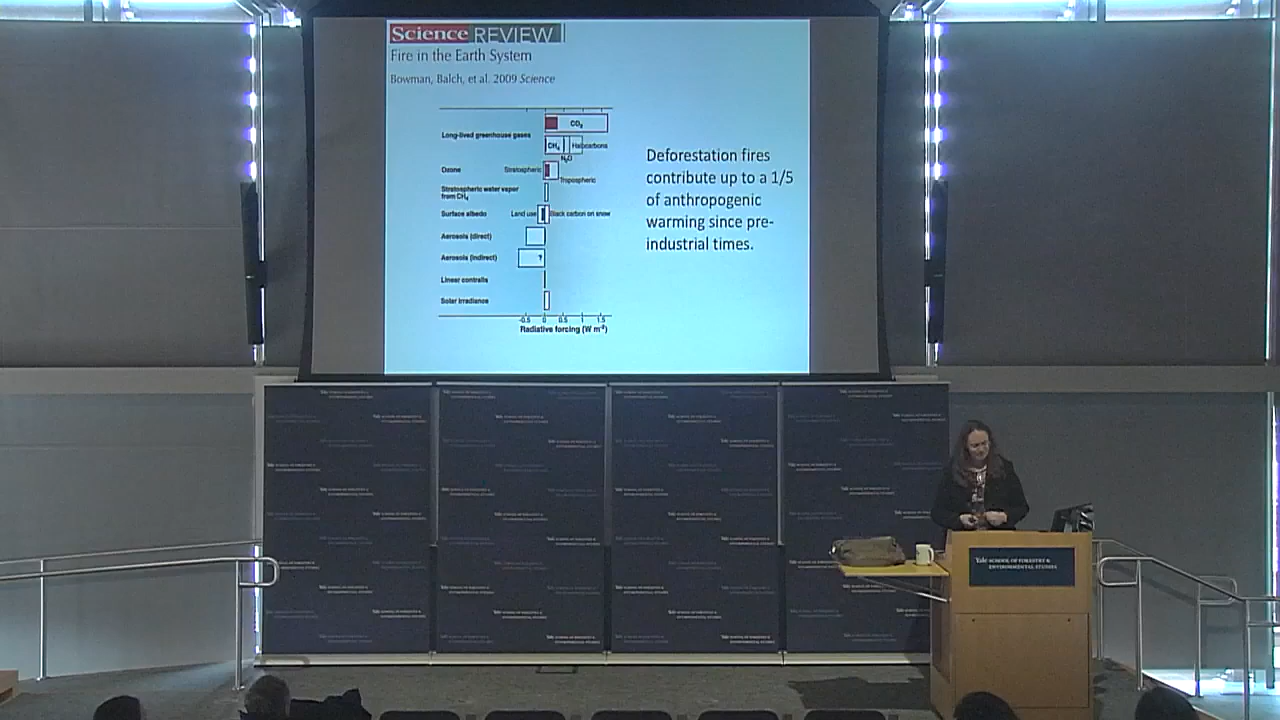 Science REVIEW
Fire in the Earth System
Bowman, Balch, et al. 2009 Science
Long-lived greenhouse gases
CO₂
CH₄
N₂O
Halocarbons
Ozone
Stratospheric
Tropospheric
Stratospheric water vapor
from CH₄
Surface albedo
Land use
Black carbon on snow
Aerosols (direct)
Aerosols (indirect)
?
Linear contrails
Solar irradiance
-0.5 0 0.5 1 1.5
Radiative forcing (W m⁻²)
Deforestation fires
contribute up to a 1/5
of anthropogenic
warming since pre-
industrial times.
Yale SCHOOL OF FORESTRY &
ENVIRONMENTAL STUDIES